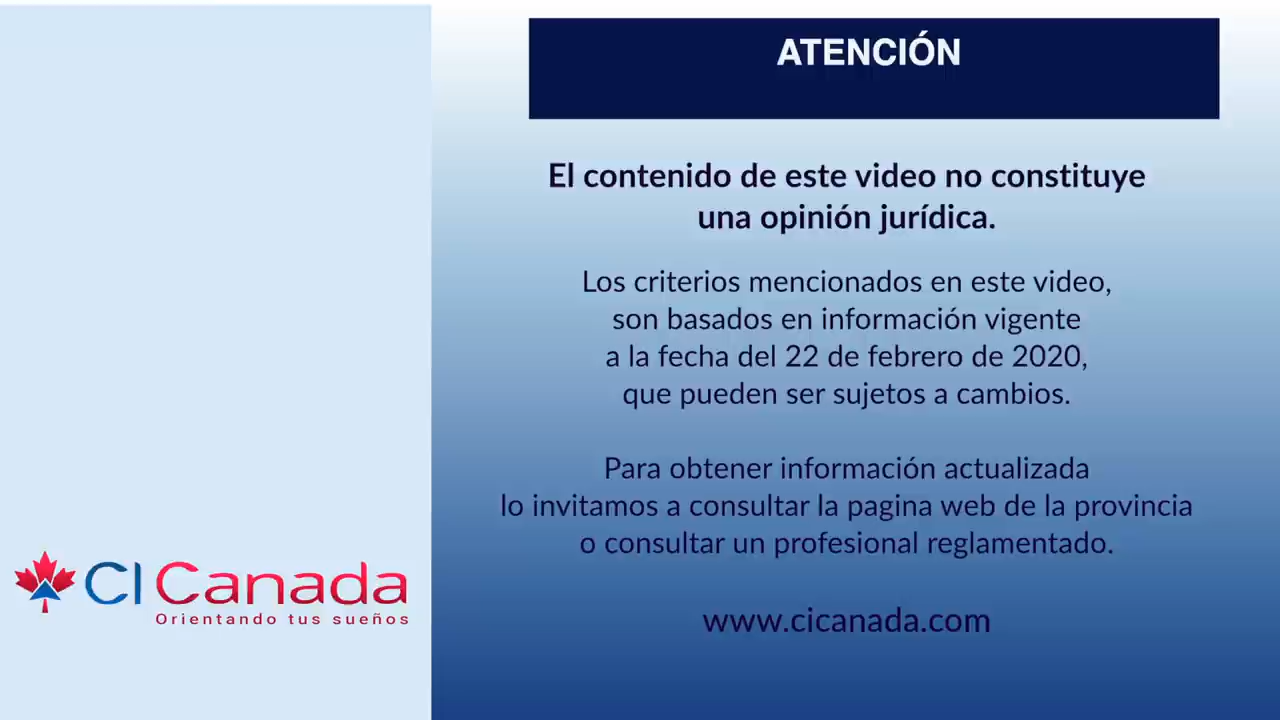 ATENCIÓN
El contenido de este video no constituye
una opinión jurídica.
Los criterios mencionados en este video,
son basados en información vigente
a la fecha del 22 de febrero de 2020,
que pueden ser sujetos a cambios.
Para obtener información actualizada
lo invitamos a consultar la pagina web de la provincia
o consultar un profesional reglamentado.
www.cicanada.com
CI Canada
Orientando tus sueños